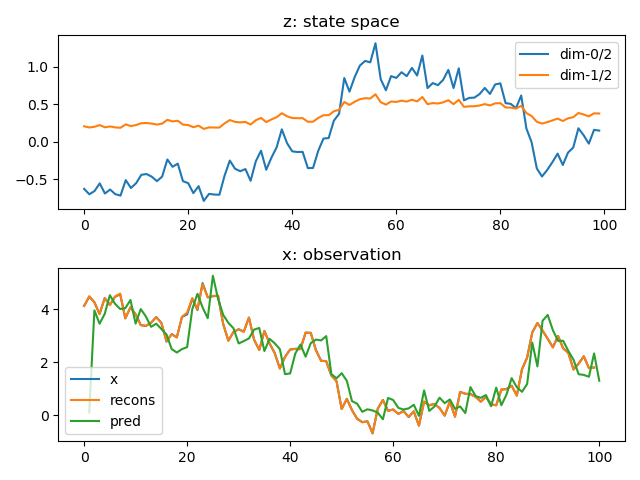 z: state space
1.0
0.5
0.0
−0.5
dim-0/2
dim-1/2
0 20 40 60 80 100
x: observation
4
2
0
x
recons
pred
0 20 40 60 80 100